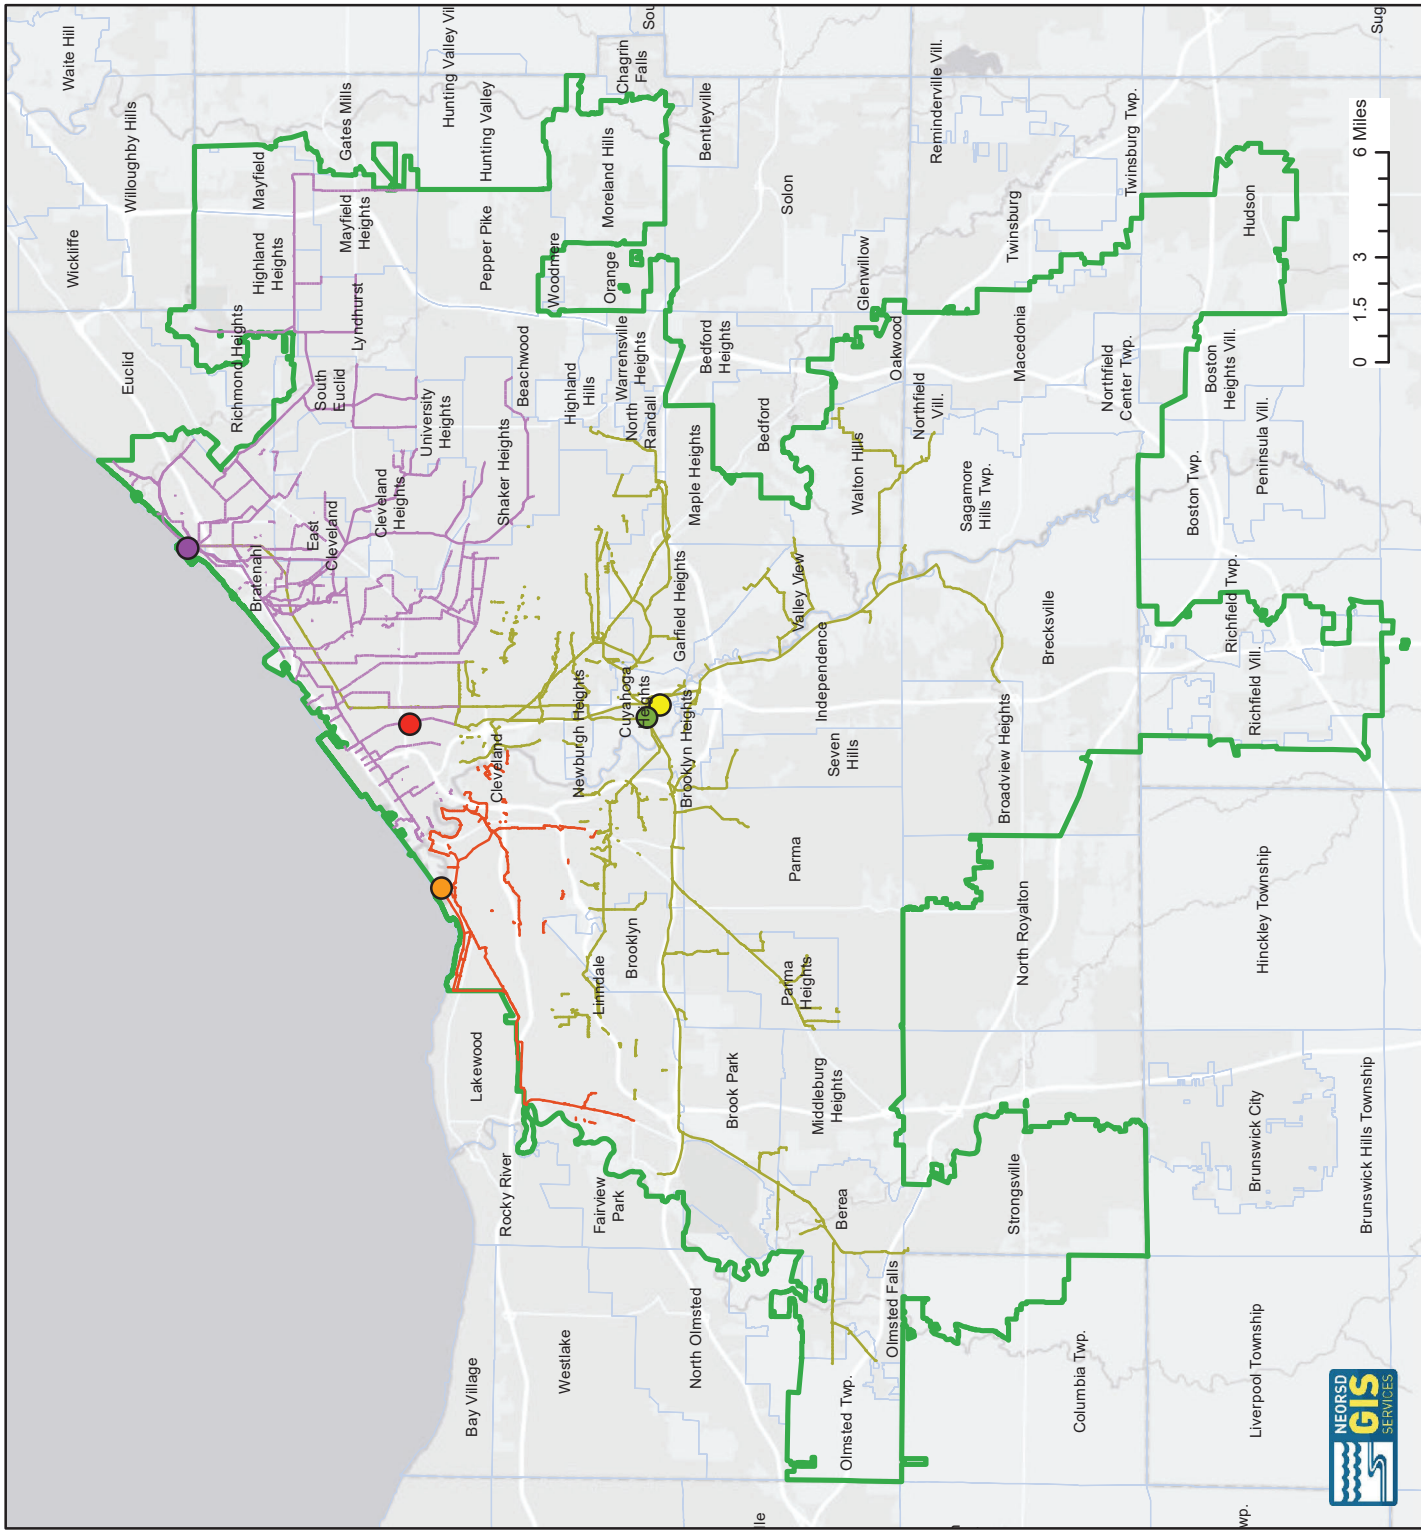 Waite Hill
Willoughby Hills
Wickliffe
Euclid
Hunting Valley Vil
Sou
Sug
Chagrin
Falls
Gates Mills
Hunting Valley
Mayfield
Mayfield
Heights
Highland
Heights
Richmond Heights
Lyndhurst
South
Euclid
Pepper Pike
Moreland Hills
Bentleyville
Woodmere
Orange
Solon
Reminderville Vill.
Twinsburg Twp.
Twinsburg
Glenwillow
Hudson
University
Heights
Beachwood
Highland
Hills
Warrensville
Heights
North
Randall
Bedford
Heights
Bedford
Oakwood
Macedonia
Northfield
Center Twp.
Northfield
Vill.
Boston
Heights Vill.
Peninsula Vill.
Boston Twp.
Sagamore
Hills Twp.
Walton Hills
Maple Heights
Shaker Heights
Cleveland
Heights
East
Cleveland
Bratenahl
Garfield Heights
Valley View
Independence
Brecksville
Richfield Twp.
Richfield Vill.
Cuyahoga
Heights
Newburgh Heights
Brooklyn Heights
Cleveland
Seven
Hills
Broadview Heights
Parma
North Royalton
Hinckley Township
Brooklyn
Linndale
Parma
Heights
Lakewood
Brook Park
Middleburg
Heights
Rocky River
Fairview
Park
Berea
Strongsville
Brunswick City
Brunswick Hills Township
Bay Village
Westlake
North Olmsted
Olmsted Falls
Olmsted Twp.
Columbia Twp.
Liverpool Township
lle
wp.
0 1.5 3 6 Miles
NEORSD
GIS
SERVICES